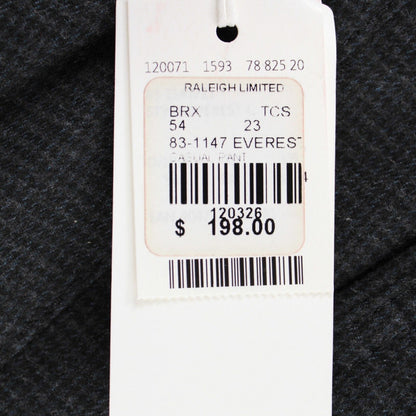 120071 1593 78 825 20
RALEIGH LIMITED
BRX TCS
54 23
83-1147 EVEREST
CASUAL PANT
120326
$ 198.00